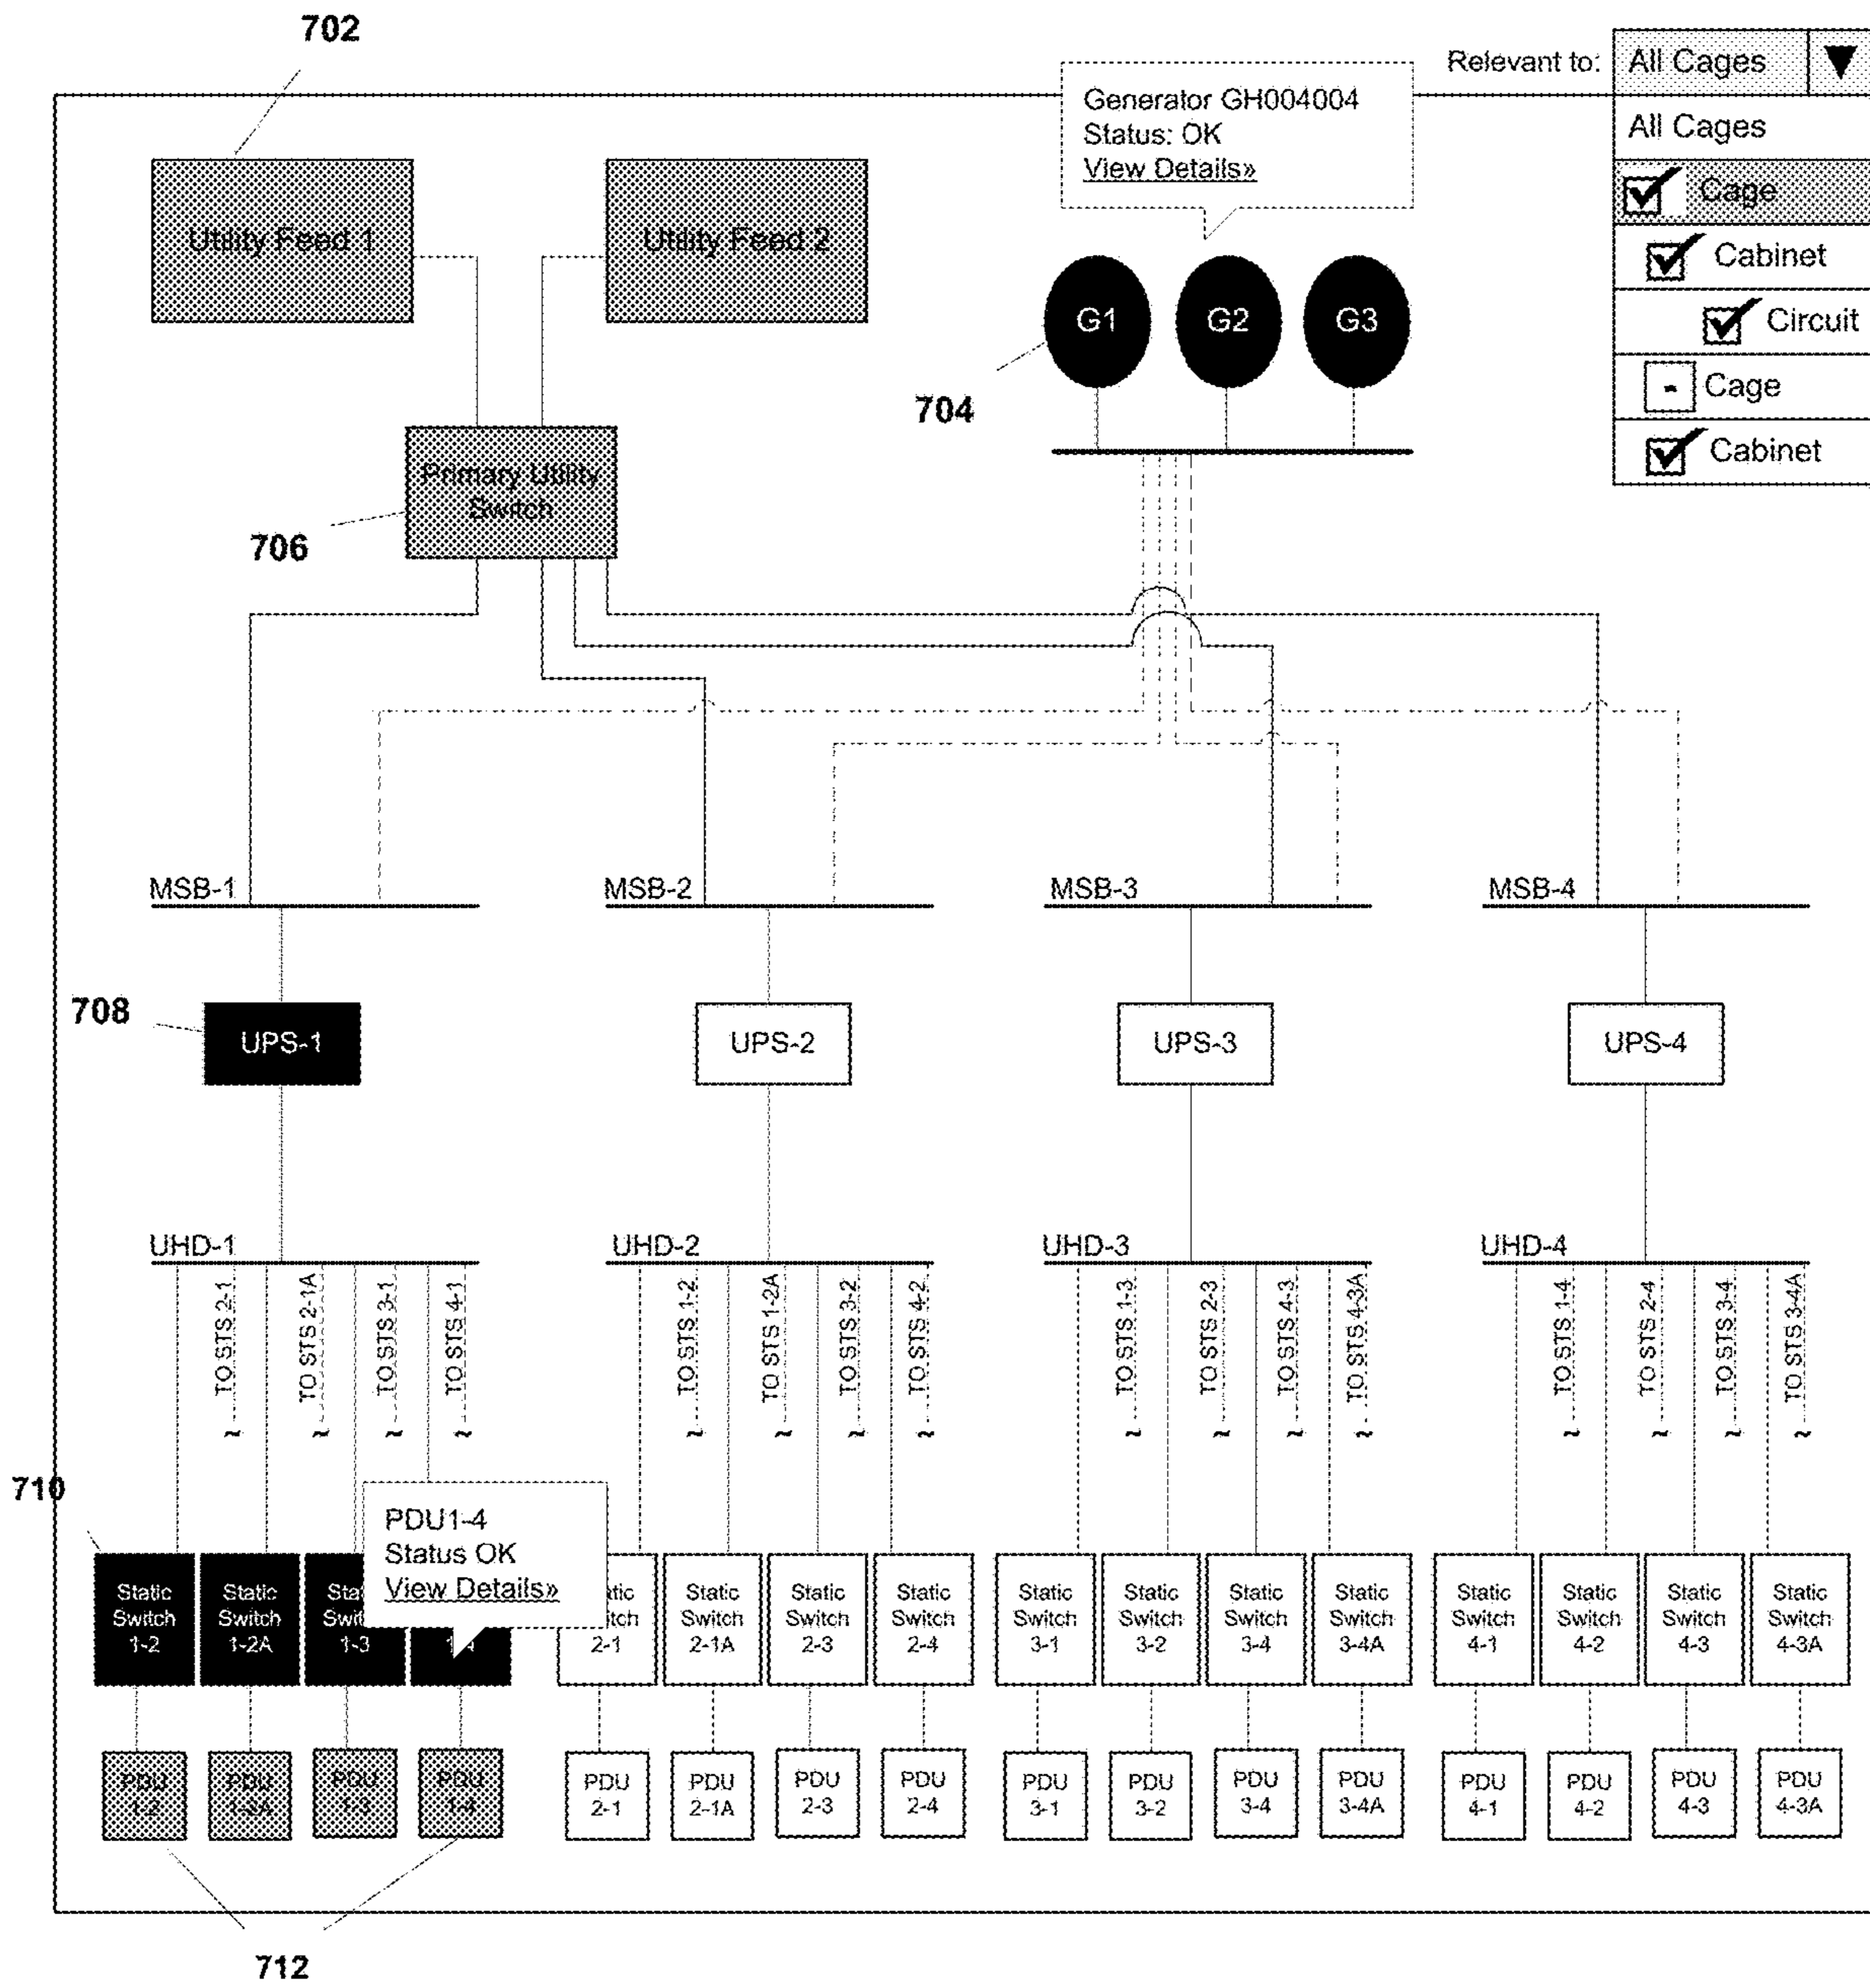 702
Relevant to: All Cages
All Cages
Cage
Cabinet
Circuit
- Cage
Cabinet
Generator GH004004
Status: OK
View Details»
Utility Feed 1
Utility Feed 2
G1
G2
G3
704
Primary Utility
Switch
706
MSB-1
MSB-2
MSB-3
MSB-4
708
UPS-1
UPS-2
UPS-3
UPS-4
UHD-1
UHD-2
UHD-3
UHD-4
TO STS 2-1
TO STS 2-1A
TO STS 3-1
TO STS 4-1
TO STS 1-2
TO STS 1-2A
TO STS 3-2
TO STS 4-2
TO STS 1-3
TO STS 2-3
TO STS 4-3
TO STS 4-3A
TO STS 1-4
TO STS 2-4
TO STS 3-4
TO STS 3-4A
710
PDU1-4
Status OK
View Details»
Static
Switch
1-2
Static
Switch
1-2A
1-3
2-1
Static
Switch
2-1A
Static
Switch
2-3
Static
Switch
2-4
Static
Switch
3-1
Static
Switch
3-2
Static
Switch
3-4
Static
Switch
3-4A
Static
Switch
4-1
Static
Switch
4-2
Static
Switch
4-3
Static
Switch
4-3A
PDU
1-2
PDU
1-2A
PDU
1-3
PDU
1-4
PDU
2-1
PDU
2-1A
PDU
2-3
PDU
2-4
PDU
3-1
PDU
3-2
PDU
3-4
PDU
3-4A
PDU
4-1
PDU
4-2
PDU
4-3
PDU
4-3A
712